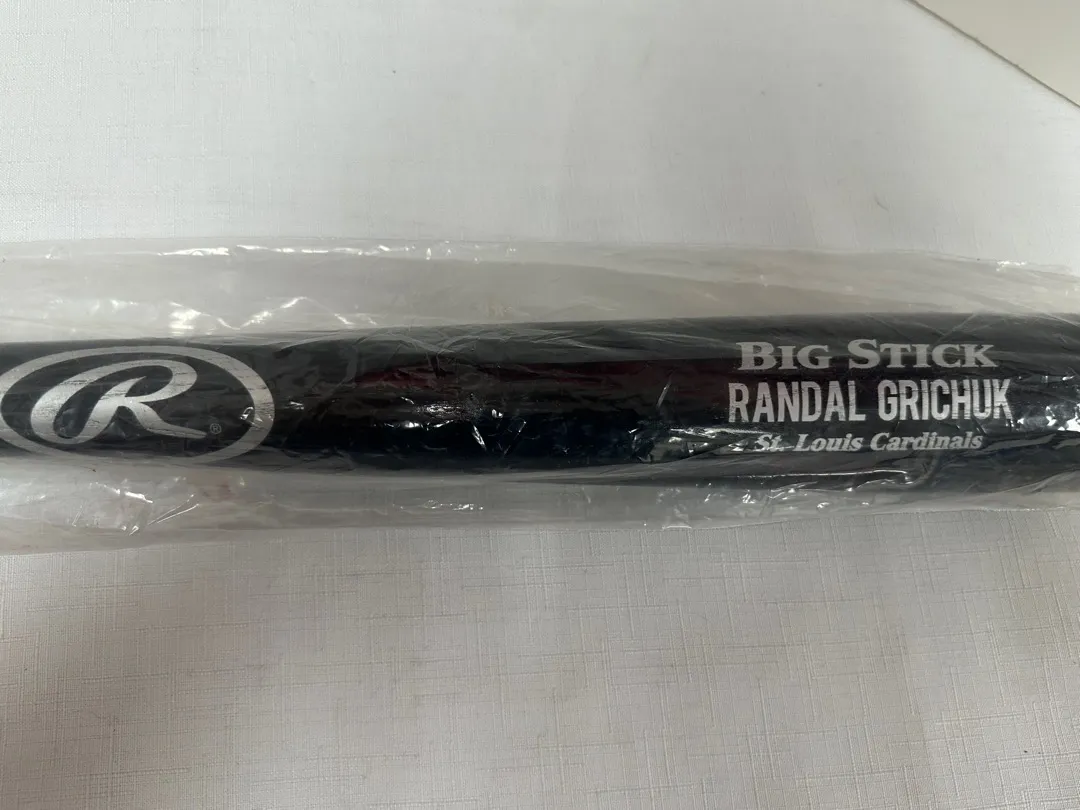 R®
BIG STICK
RANDAL GRICHUK
St. Louis Cardinals